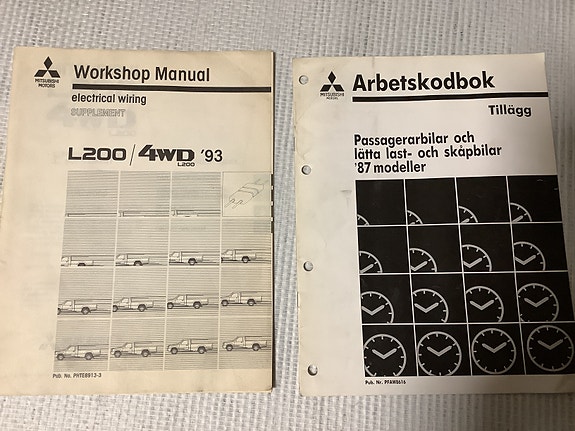 MITSUBISHI
MOTORS
Workshop Manual
electrical wiring
SUPPLEMENT
L200/4WD '93
L200
Pub. No. PHTE8913-3
MITSUBISHI
MOTORS
Arbetskodbok
Tillägg
Passagerarbilar och
lätta last- och skåpbilar
'87 modeller
Pub. Nr. PFAW8616